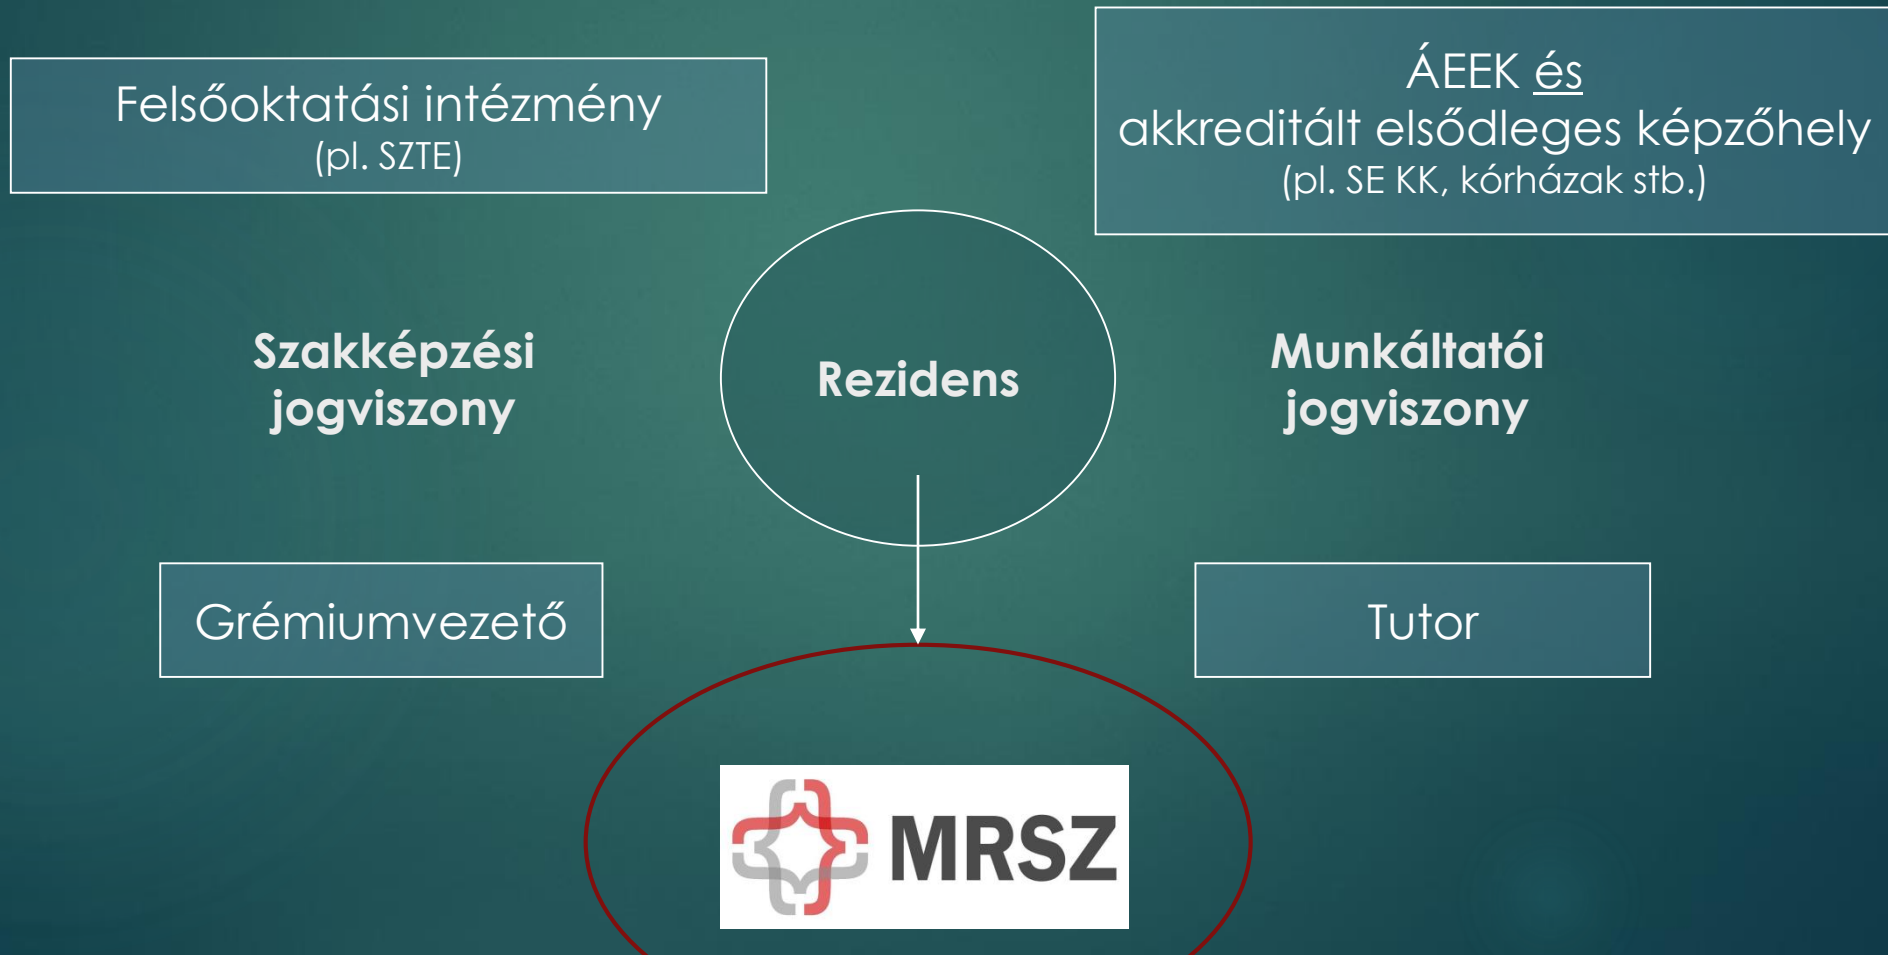 Felsőoktatási intézmény
(pl. SZTE)
ÁEEK és
akkreditált elsődleges képzőhely
(pl. SE KK, kórházak stb.)
Szakképzési
jogviszony
Rezidens
Munkáltatói
jogviszony
Grémiumvezető
Tutor
MRSZ